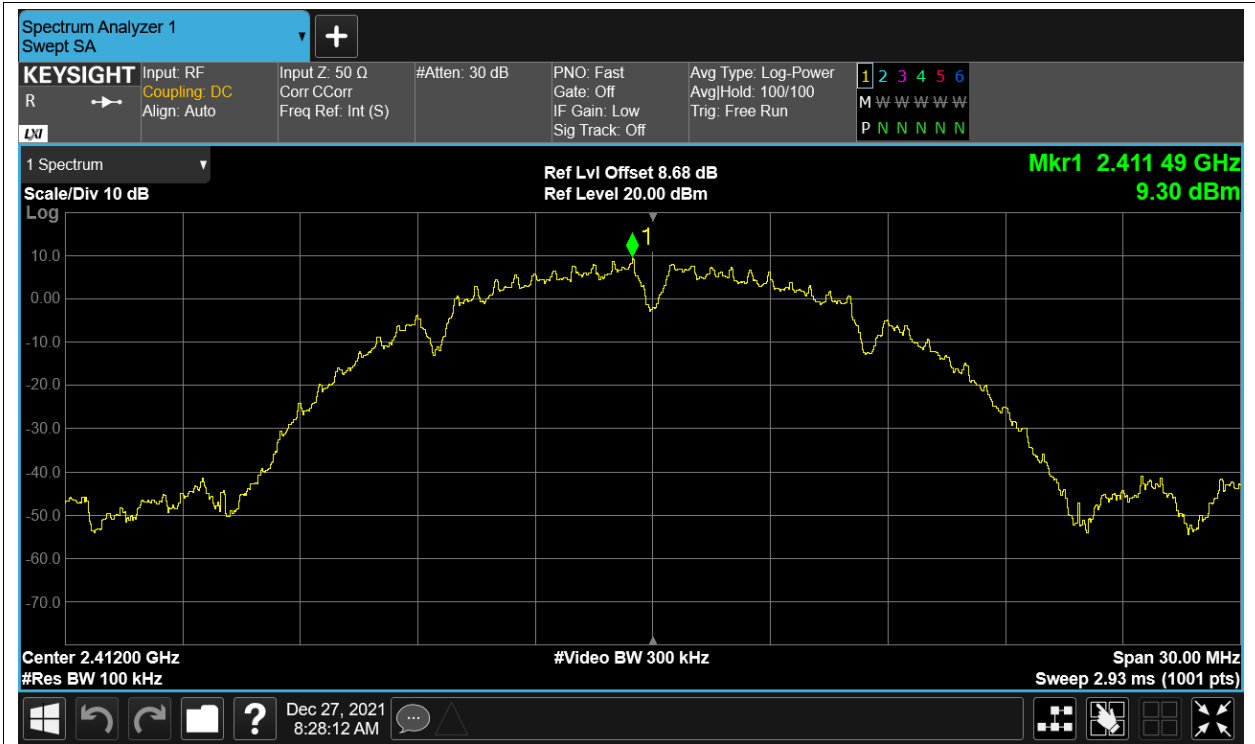 Spectrum Analyzer 1
Swept SA
KEYSIGHT
R
LXI
Input: RF
Coupling: DC
Align: Auto
Input Z: 50 Ω
Corr CCorr
Freq Ref: Int (S)
#Atten: 30 dB
PNO: Fast
Gate: Off
IF Gain: Low
Sig Track: Off
Avg Type: Log-Power
Avg|Hold: 100/100
Trig: Free Run
1 2 3 4 5 6
M W W W W W
P N N N N N
1 Spectrum
Scale/Div 10 dB
Log
Ref Lvl Offset 8.68 dB
Ref Level 20.00 dBm
Mkr1 2.411 49 GHz
9.30 dBm
1
10.0
0.00
-10.0
-20.0
-30.0
-40.0
-50.0
-60.0
-70.0
Center 2.41200 GHz
#Res BW 100 kHz
#Video BW 300 kHz
Span 30.00 MHz
Sweep 2.93 ms (1001 pts)
?
Dec 27, 2021
8:28:12 AM